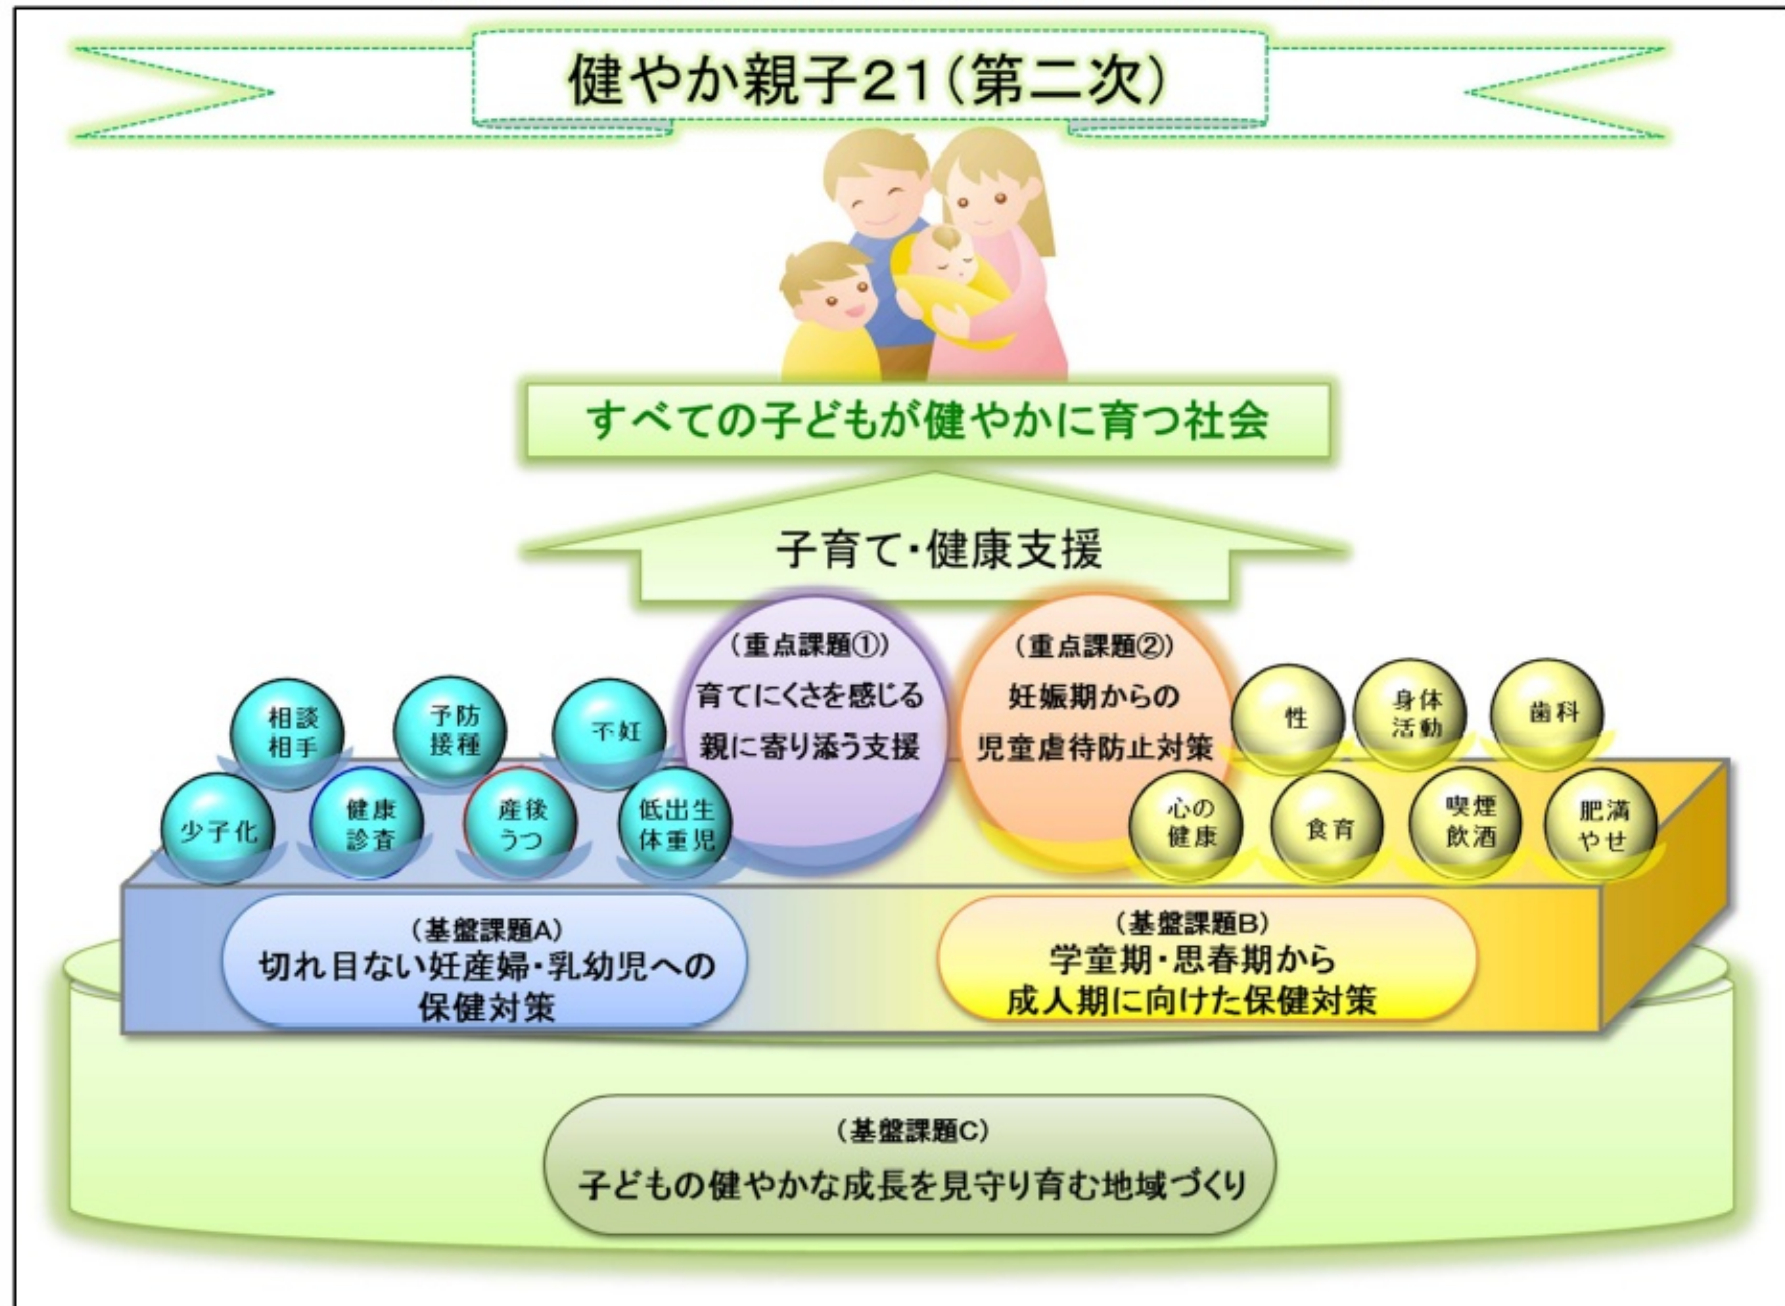 健やか親子21(第二次)
すべての子どもが健やかに育つ社会
子育て・健康支援
(重点課題①)
育てにくさを感じる
親に寄り添う支援
(重点課題②)
妊娠期からの
児童虐待防止対策
相談
相手
予防
接種
不妊
少子化
健康
診査
産後
うつ
低出生
体重児
性
身体
活動
歯科
心の
健康
食育
喫煙
飲酒
肥満
やせ
(基盤課題A)
切れ目ない妊産婦・乳幼児への
保健対策
(基盤課題B)
学童期・思春期から
成人期に向けた保健対策
(基盤課題C)
子どもの健やかな成長を見守り育む地域づくり